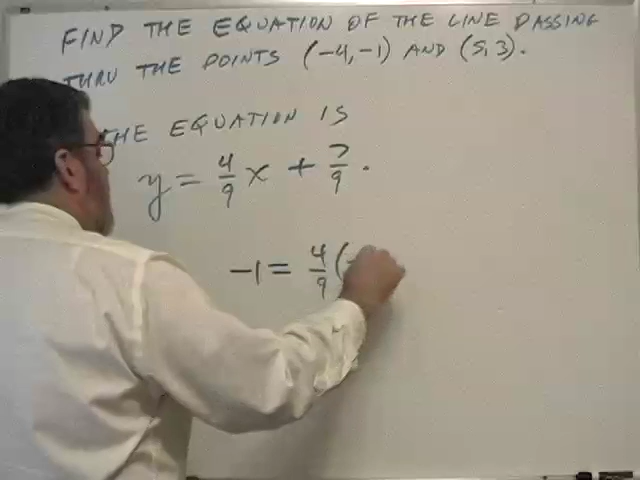 FIND THE EQUATION OF THE LINE PASSING
THRU THE POINTS (-4,-1) AND (5,3).
THE EQUATION IS
y = 4/9 x + 7/9 .
-1 = 4/9 (-